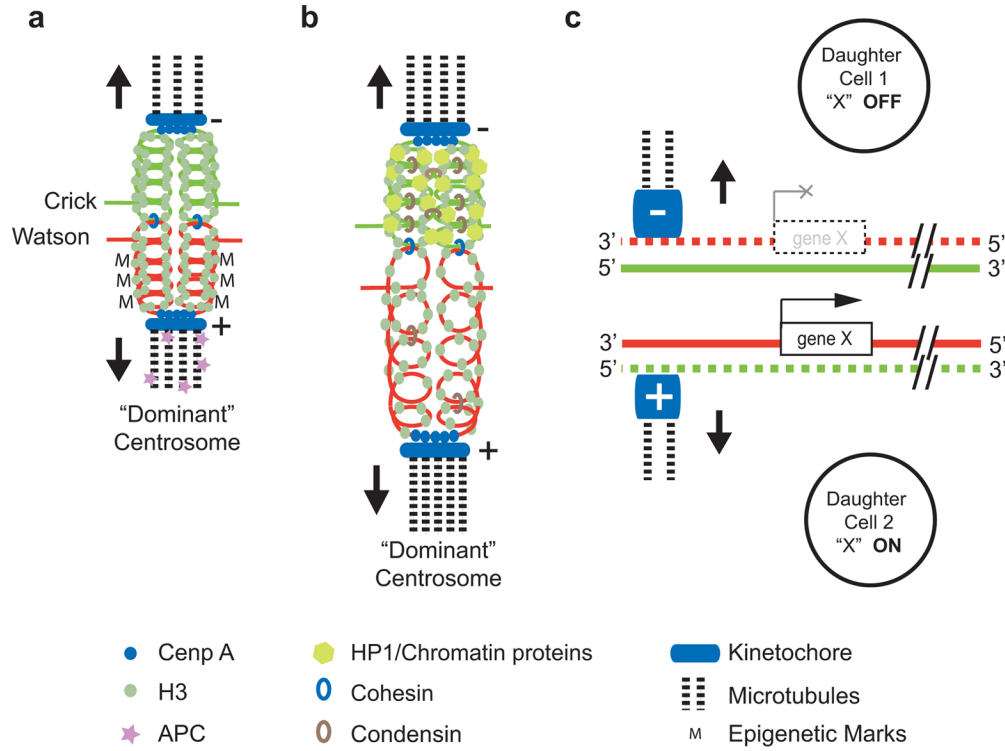 a
-
Crick
Watson
M M
M M
M M
+
“Dominant”
Centrosome
b
-
+
“Dominant”
Centrosome
c
Daughter
Cell 1
“X” OFF
-
gene X
3’ 5’
5’ 3’
gene X
3’ 5’
5’ 3’
+
Daughter
Cell 2
“X” ON
Cenp A
H3
APC
HP1/Chromatin proteins
Cohesin
Condensin
Kinetochore
Microtubules
M Epigenetic Marks